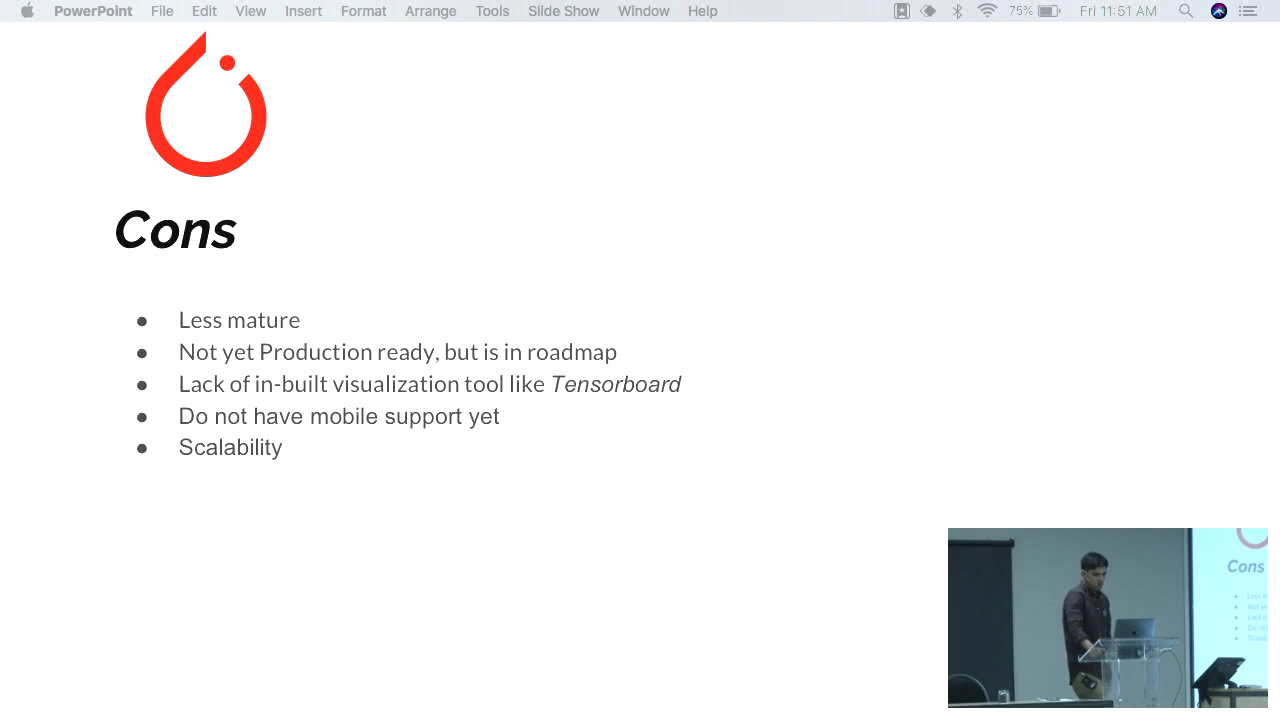 PowerPoint File Edit View Insert Format Arrange Tools Slide Show Window Help 75% Fri 11:51 AM
Cons
● Less mature
● Not yet Production ready, but is in roadmap
● Lack of in-built visualization tool like Tensorboard
● Do not have mobile support yet
● Scalability
Cons